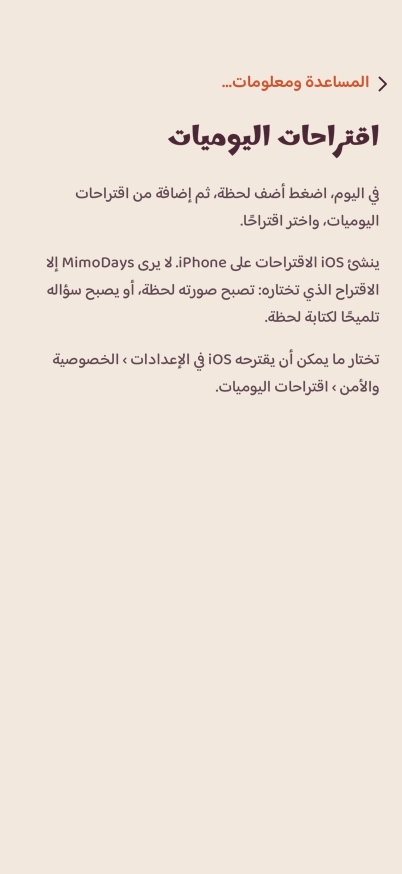 المساعدة ومعلومات...
اقتراحات اليوميات
في اليوم، اضغط أضف لحظة، ثم إضافة من اقتراحات
اليوميات، واختر اقتراحًا.
ينشئ iOS الاقتراحات على iPhone. لا يرى MimoDays إلا
الاقتراح الذي تختاره: تصبح صورته لحظة، أو يصبح سؤاله
تلميحًا لكتابة لحظة.
تختار ما يمكن أن يقترحه iOS في الإعدادات › الخصوصية
والأمن › اقتراحات اليوميات.